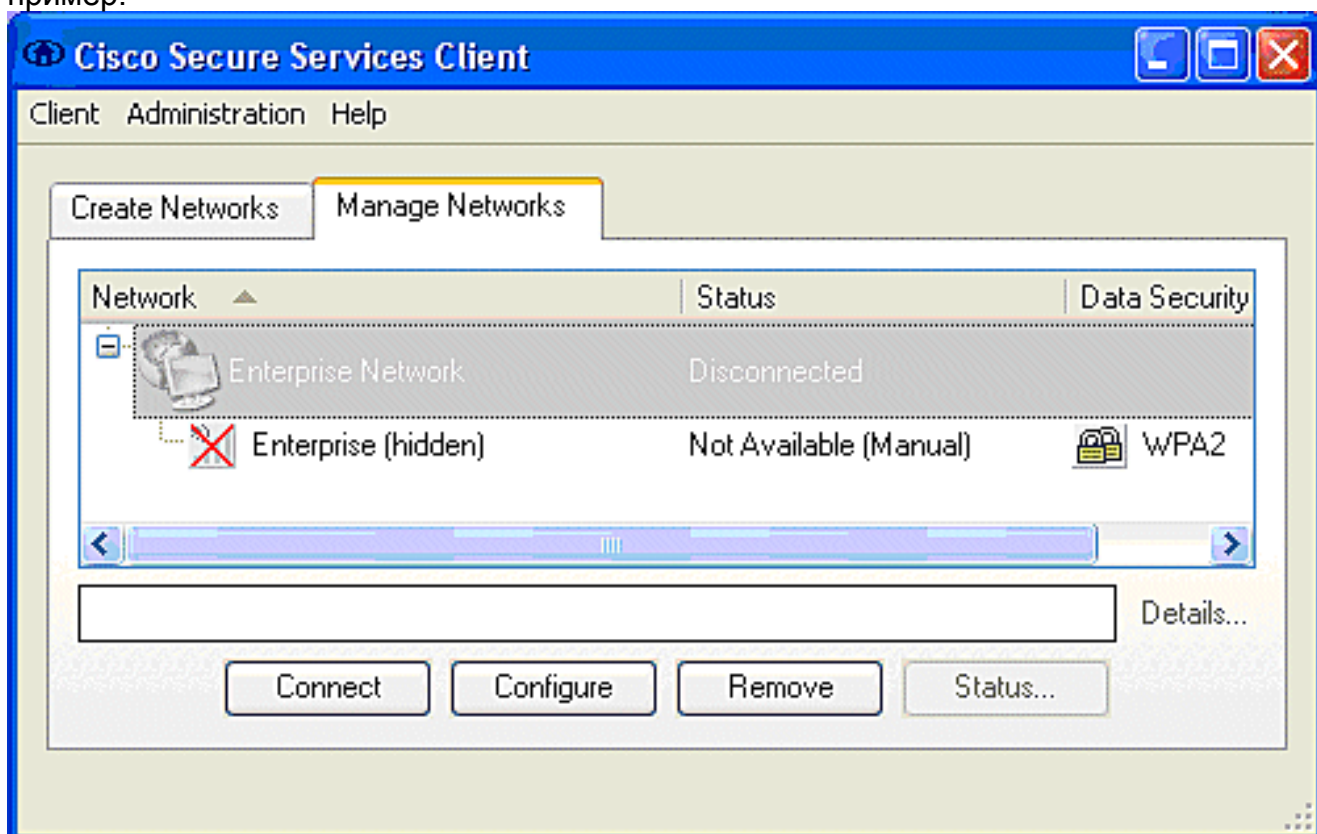 пример:
Cisco Secure Services Client
Client Administration Help
Create Networks Manage Networks
Network Status Data Security
Enterprise Network Disconnected
Enterprise (hidden) Not Available (Manual) WPA2
Details...
Connect Configure Remove Status...